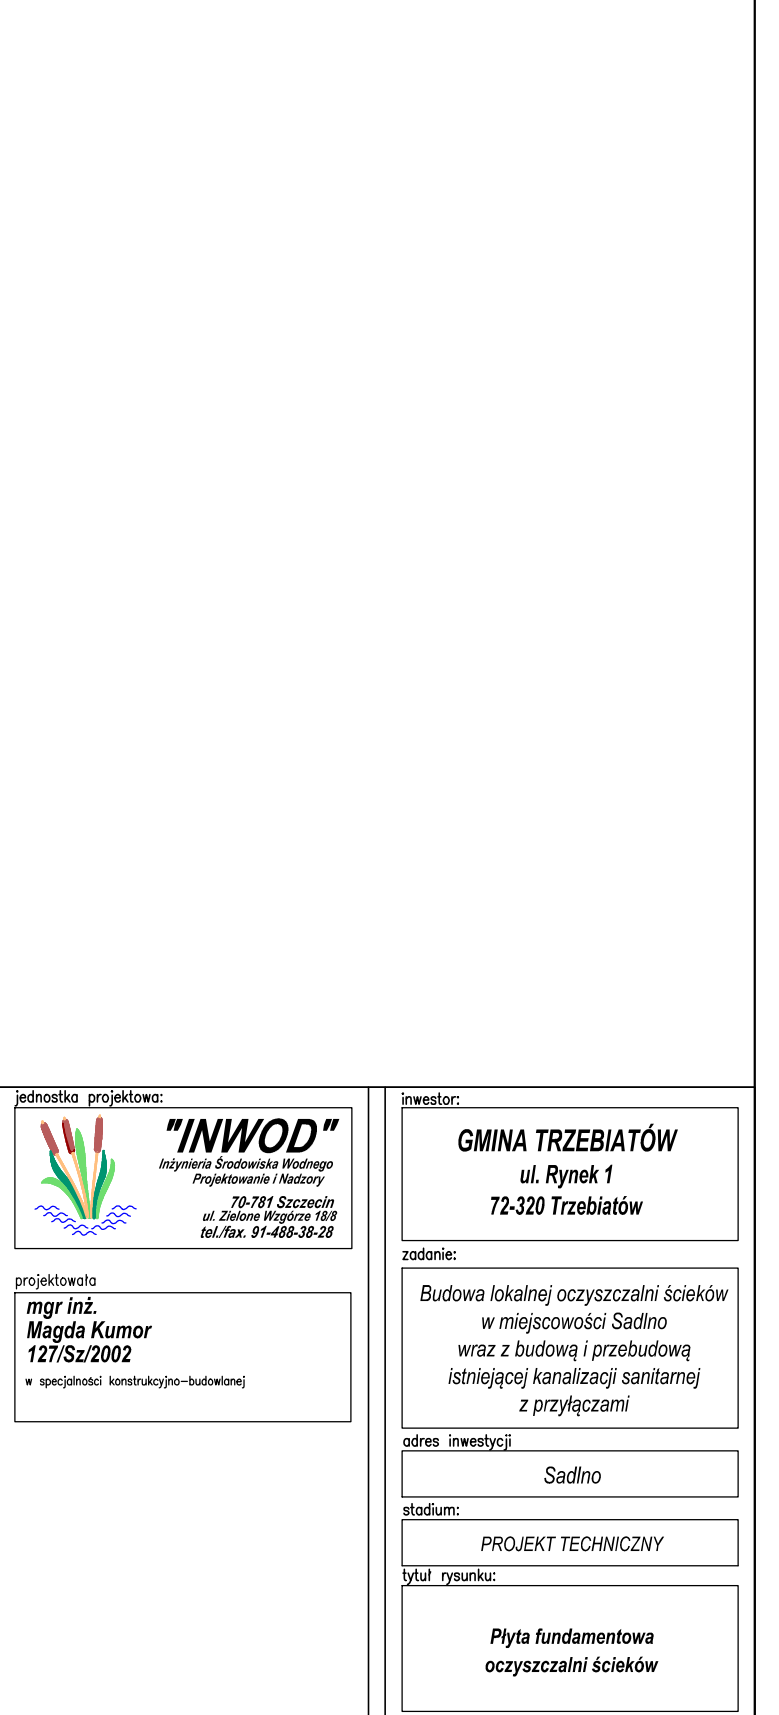 jednostka projektowa:
"INWOD"
Inżynieria Środowiska Wodnego
Projektowanie i Nadzory
70-781 Szczecin
ul. Zielone Wzgórze 18/8
tel./fax. 91-488-38-28
projektowała
mgr inż.
Magda Kumor
127/Sz/2002
w specjalności konstrukcyjno-budowlanej
inwestor:
GMINA TRZEBIATÓW
ul. Rynek 1
72-320 Trzebiatów
zadanie:
Budowa lokalnej oczyszczalni ścieków
w miejscowości Sadlno
wraz z budową i przebudową
istniejącej kanalizacji sanitarnej
z przyłączami
adres inwestycji
Sadlno
stadium:
PROJEKT TECHNICZNY
tytuł rysunku:
Płyta fundamentowa
oczyszczalni ścieków